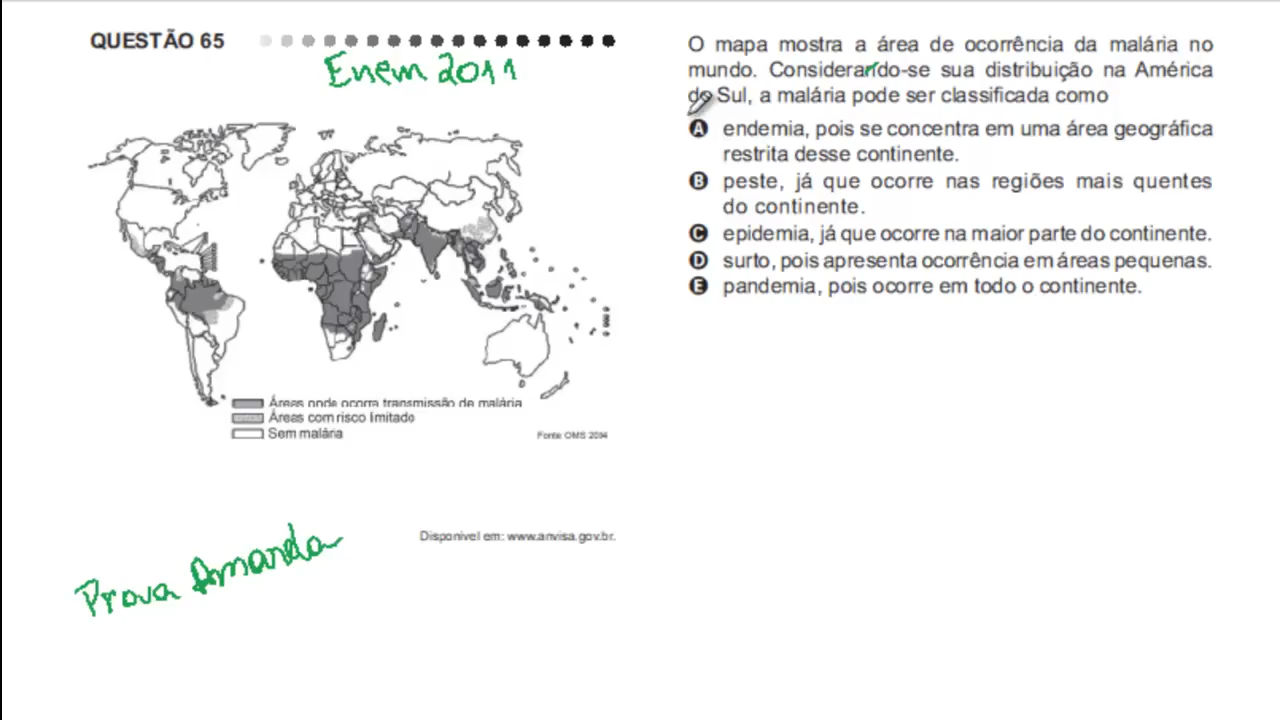 QUESTÃO 65
Enem 2011
Áreas onde ocorra transmissão de malária
Áreas com risco limitado
Sem malária
Fonte: OMS 2004
Disponível em: www.anvisa.gov.br.
Prova Amanda
O mapa mostra a área de ocorrência da malária no
mundo. Considerando-se sua distribuição na América
do Sul, a malária pode ser classificada como
A endemia, pois se concentra em uma área geográfica
restrita desse continente.
B peste, já que ocorre nas regiões mais quentes
do continente.
C epidemia, já que ocorre na maior parte do continente.
D surto, pois apresenta ocorrência em áreas pequenas.
E pandemia, pois ocorre em todo o continente.